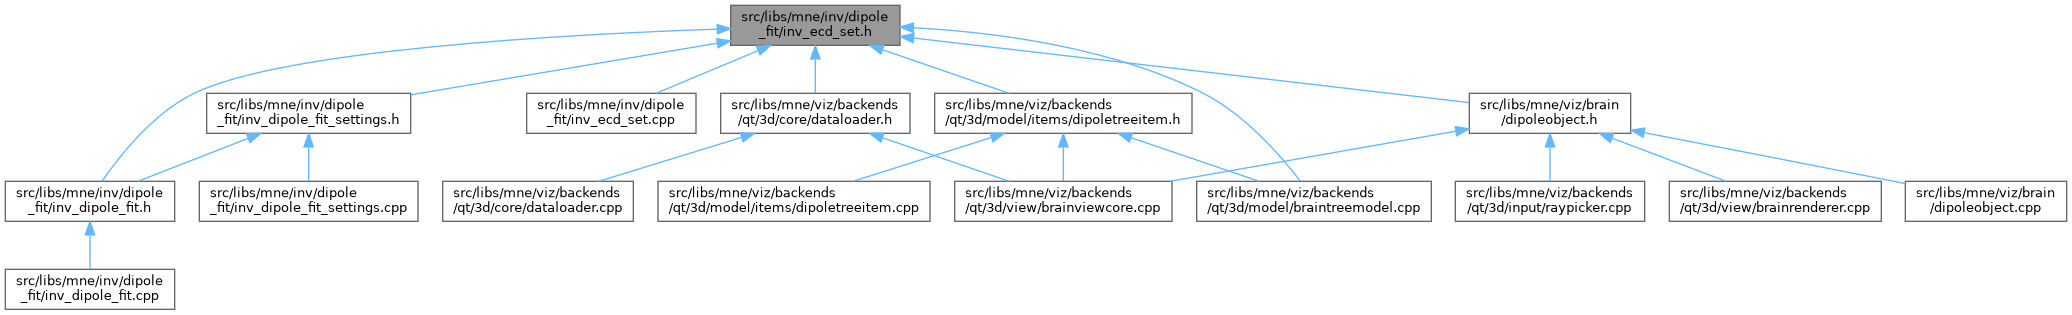 src/libs/mne/inv/dipole
_fit/inv_ecd_set.h
src/libs/mne/inv/dipole
_fit/inv_dipole_fit_settings.h
src/libs/mne/inv/dipole
_fit/inv_ecd_set.cpp
src/libs/mne/viz/backends
/qt/3d/core/dataloader.h
src/libs/mne/viz/backends
/qt/3d/model/items/dipoletreeitem.h
src/libs/mne/viz/brain
/dipoleobject.h
src/libs/mne/inv/dipole
_fit/inv_dipole_fit.h
src/libs/mne/inv/dipole
_fit/inv_dipole_fit_settings.cpp
src/libs/mne/viz/backends
/qt/3d/core/dataloader.cpp
src/libs/mne/viz/backends
/qt/3d/model/items/dipoletreeitem.cpp
src/libs/mne/viz/backends
/qt/3d/view/brainviewcore.cpp
src/libs/mne/viz/backends
/qt/3d/model/braintreemodel.cpp
src/libs/mne/viz/backends
/qt/3d/input/raypicker.cpp
src/libs/mne/viz/backends
/qt/3d/view/brainrenderer.cpp
src/libs/mne/viz/brain
/dipoleobject.cpp
src/libs/mne/inv/dipole
_fit/inv_dipole_fit.cpp